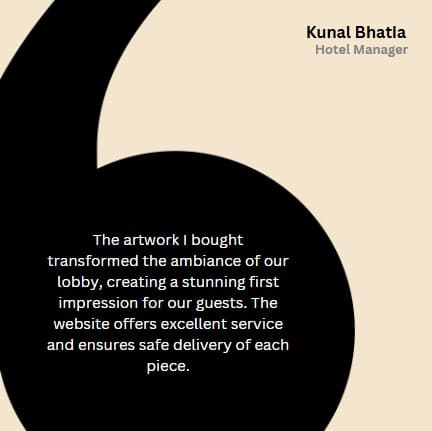 Kunal Bhatia
Hotel Manager
The artwork I bought
transformed the ambiance of our
lobby, creating a stunning first
impression for our guests. The
website offers excellent service
and ensures safe delivery of each
piece.